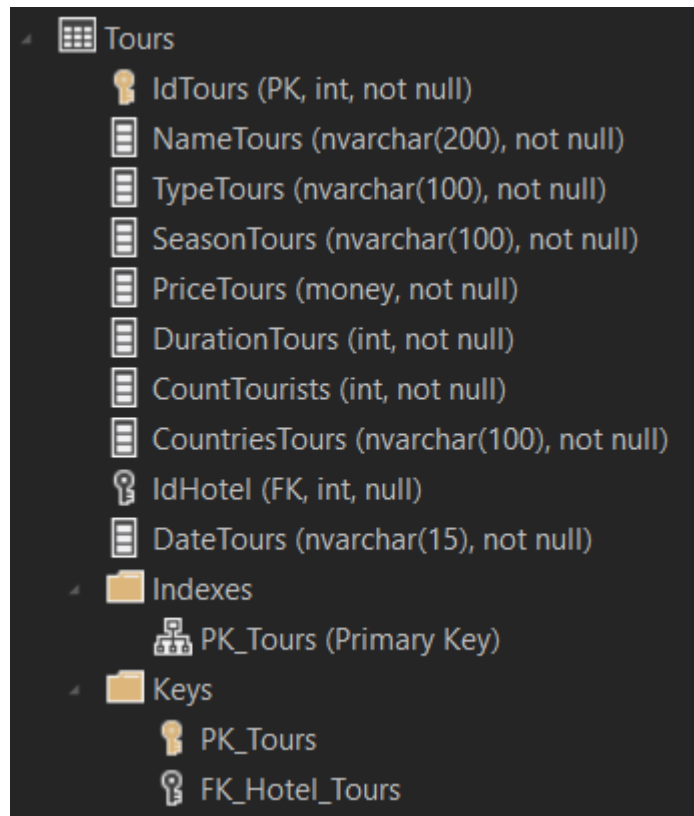 Tours
IdTours (PK, int, not null)
NameTours (nvarchar(200), not null)
TypeTours (nvarchar(100), not null)
SeasonTours (nvarchar(100), not null)
PriceTours (money, not null)
DurationTours (int, not null)
CountTourists (int, not null)
CountriesTours (nvarchar(100), not null)
IdHotel (FK, int, null)
DateTours (nvarchar(15), not null)
Indexes
PK_Tours (Primary Key)
Keys
PK_Tours
FK_Hotel_Tours